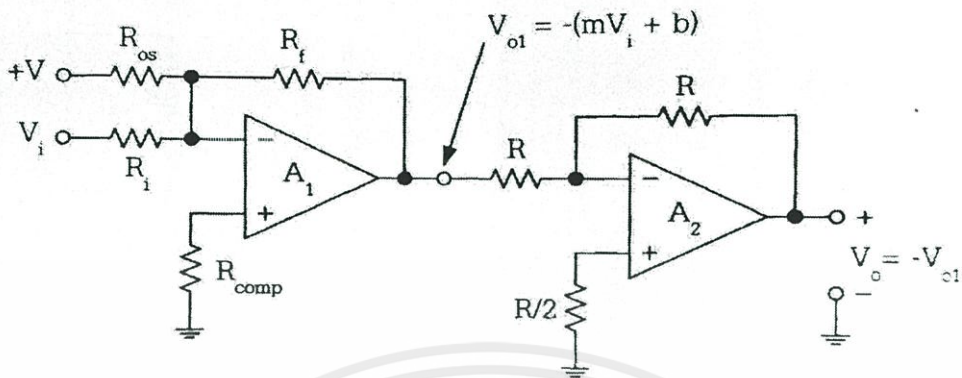 V_o1 = -(mV_i + b)
R_os
R_f
+V
V_i
R_i
A_1
−
+
R_comp
R
R
A_2
−
+
R/2
+
V_o = -V_o1
−